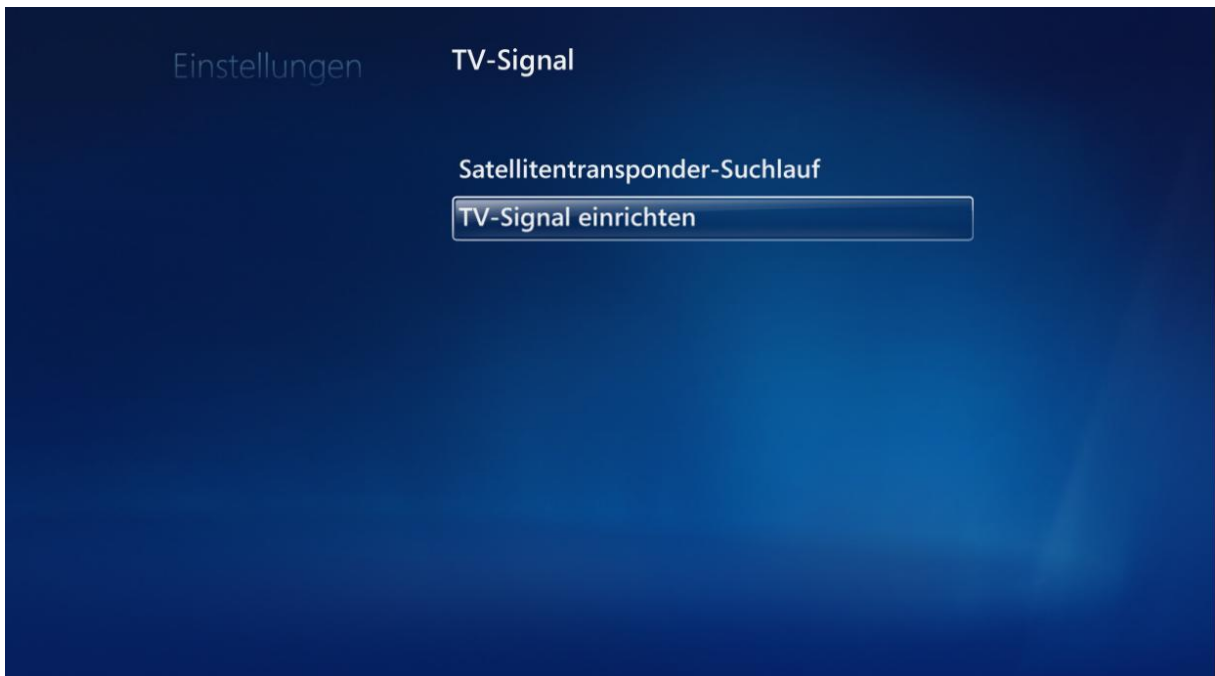 Einstellungen
TV-Signal
Satellitentransponder-Suchlauf
TV-Signal einrichten